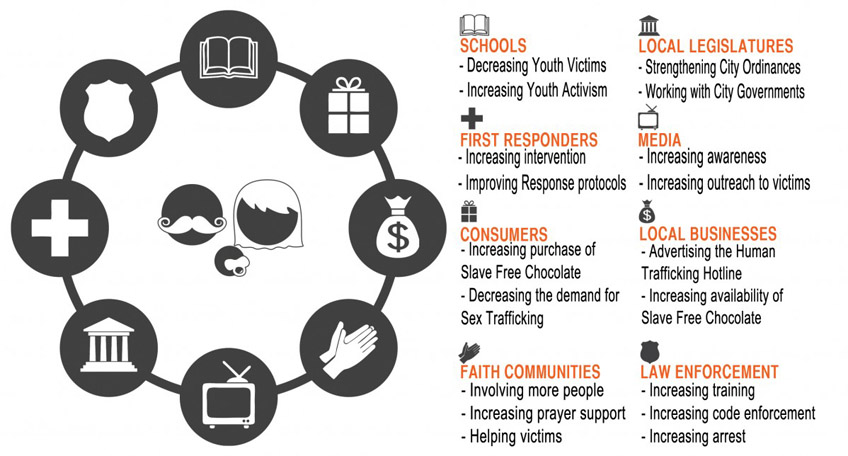 SCHOOLS
- Decreasing Youth Victims
- Increasing Youth Activism
FIRST RESPONDERS
- Increasing intervention
- Improving Response protocols
CONSUMERS
- Increasing purchase of
Slave Free Chocolate
- Decreasing the demand for
Sex Trafficking
FAITH COMMUNITIES
- Involving more people
- Increasing prayer support
- Helping victims
LOCAL LEGISLATURES
- Strengthening City Ordinances
- Working with City Governments
MEDIA
- Increasing awareness
- Increasing outreach to victims
LOCAL BUSINESSES
- Advertising the Human
Trafficking Hotline
- Increasing availability of
Slave Free Chocolate
LAW ENFORCEMENT
- Increasing training
- Increasing code enforcement
- Increasing arrest
$
$